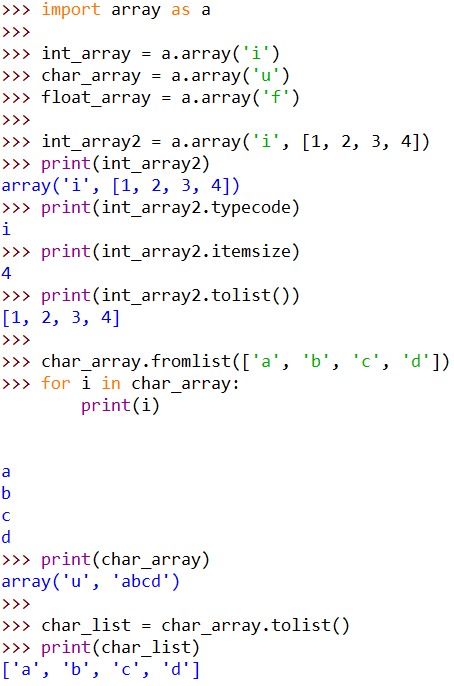 >>> import array as a
>>>
>>> int_array = a.array('i')
>>> char_array = a.array('u')
>>> float_array = a.array('f')
>>>
>>> int_array2 = a.array('i', [1, 2, 3, 4])
>>> print(int_array2)
array('i', [1, 2, 3, 4])
>>> print(int_array2.typecode)
i
>>> print(int_array2.itemsize)
4
>>> print(int_array2.tolist())
[1, 2, 3, 4]
>>>
>>> char_array.fromlist(['a', 'b', 'c', 'd'])
>>> for i in char_array:
        print(i)

a
b
c
d
>>> print(char_array)
array('u', 'abcd')
>>>
>>> char_list = char_array.tolist()
>>> print(char_list)
['a', 'b', 'c', 'd']